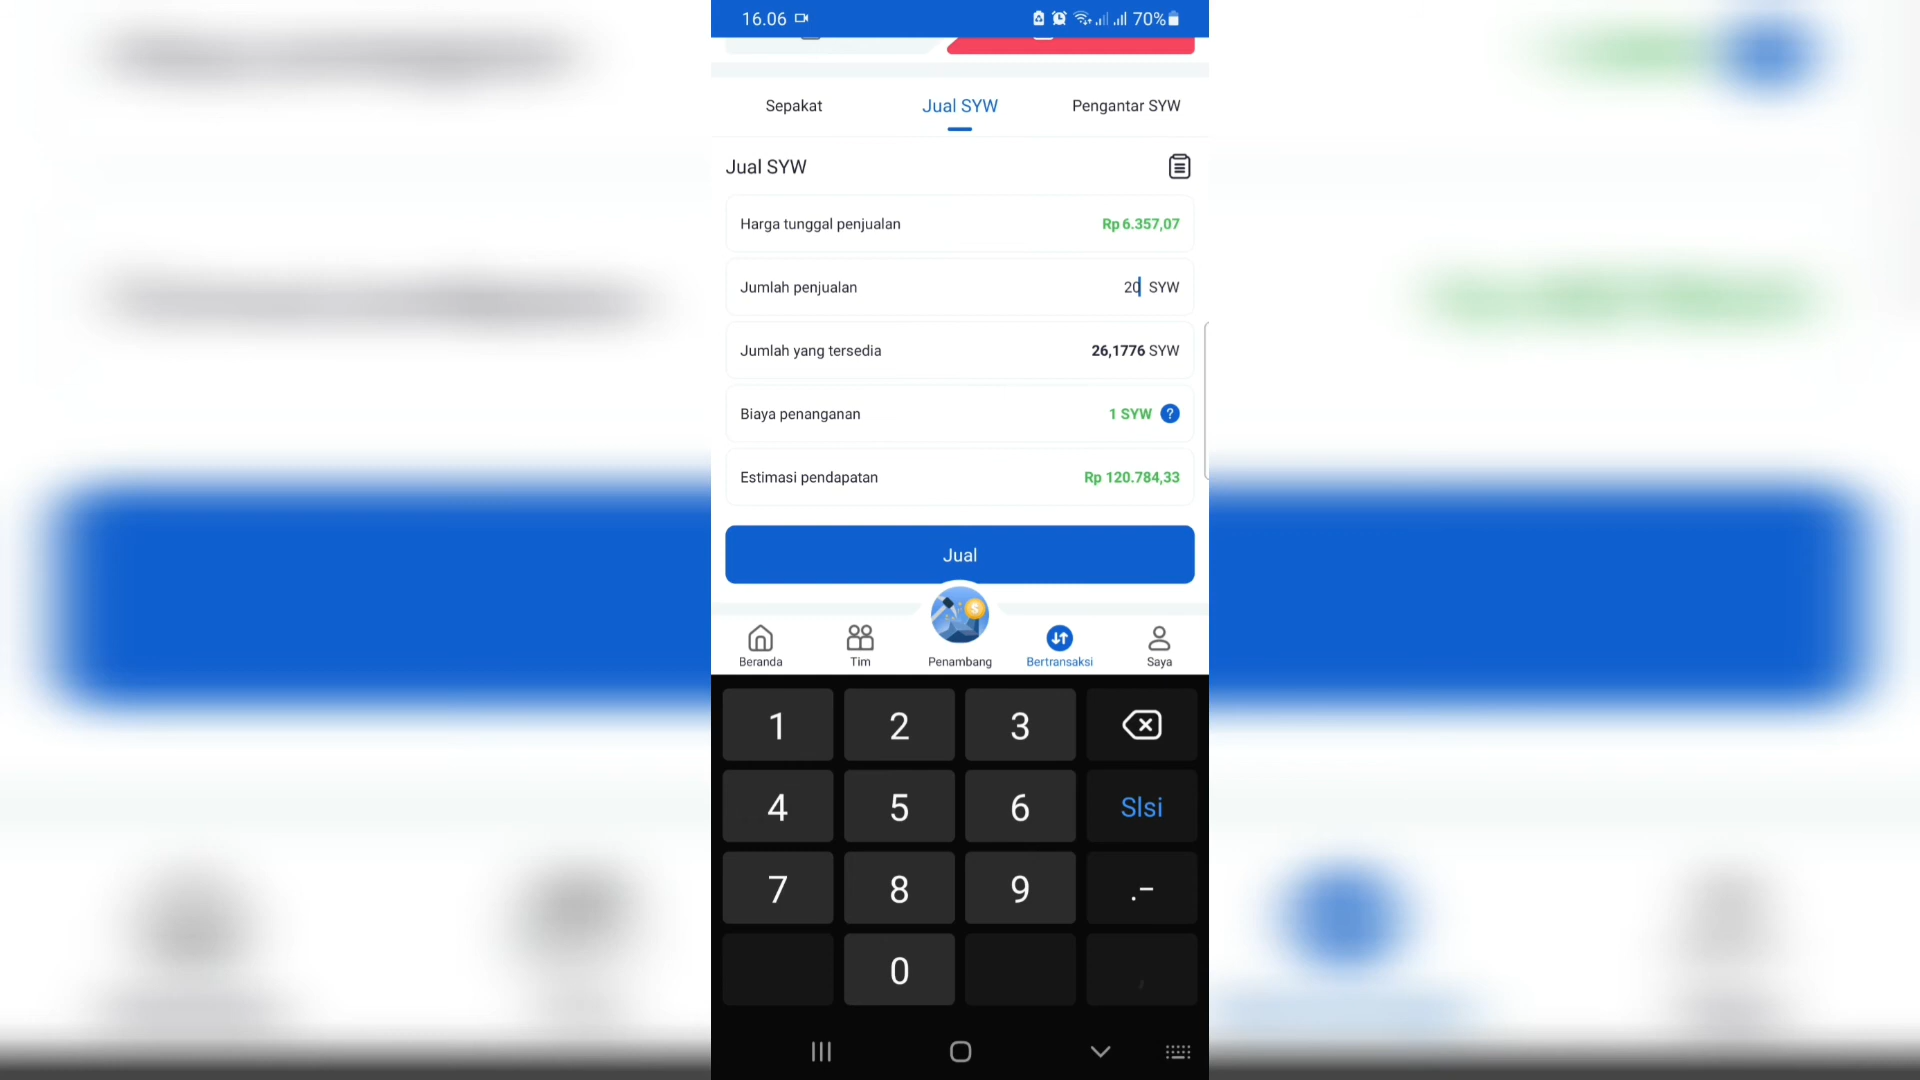 16.06 70%
Sepakat Jual SYW Pengantar SYW
Jual SYW
Harga tunggal penjualan Rp 6.357,07
Jumlah penjualan 20 SYW
Jumlah yang tersedia 26,1776 SYW
Biaya penanganan 1 SYW ?
Estimasi pendapatan Rp 120.784,33
Jual
Beranda Tim Penambang Bertransaksi Saya
1 2 3
4 5 6 Slsi
7 8 9 .-
0 ,